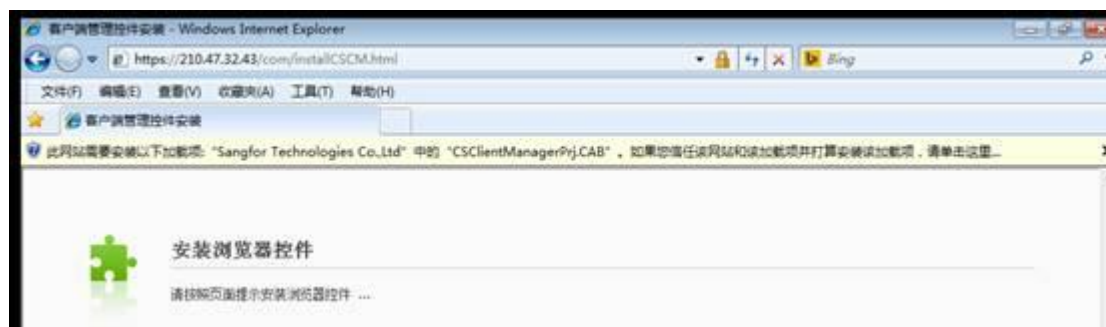 客户端管理控件安装 - Windows Internet Explorer
https://210.47.32.43/com/installCSCM.html
Bing
文件(F) 编辑(E) 查看(V) 收藏夹(A) 工具(T) 帮助(H)
客户端管理控件安装
此网站需要安装以下加载项: "Sangfor Technologies Co.,Ltd" 中的 "CSClientManagerPrj.CAB" 。如果您信任该网站和该加载项并打算安装该加载项，请单击这里...
安装浏览器控件
请按照页面提示安装浏览器控件 ...